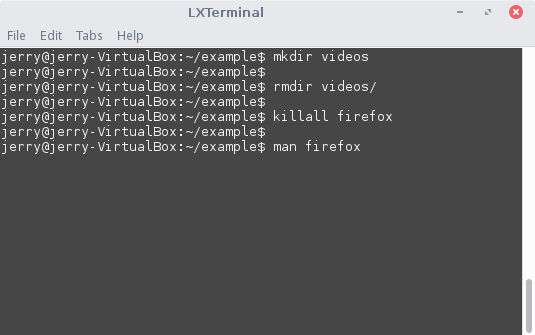 LXTerminal
File Edit Tabs Help
jerry@jerry-VirtualBox:~/example$ mkdir videos
jerry@jerry-VirtualBox:~/example$
jerry@jerry-VirtualBox:~/example$ rmdir videos/
jerry@jerry-VirtualBox:~/example$
jerry@jerry-VirtualBox:~/example$ killall firefox
jerry@jerry-VirtualBox:~/example$
jerry@jerry-VirtualBox:~/example$ man firefox